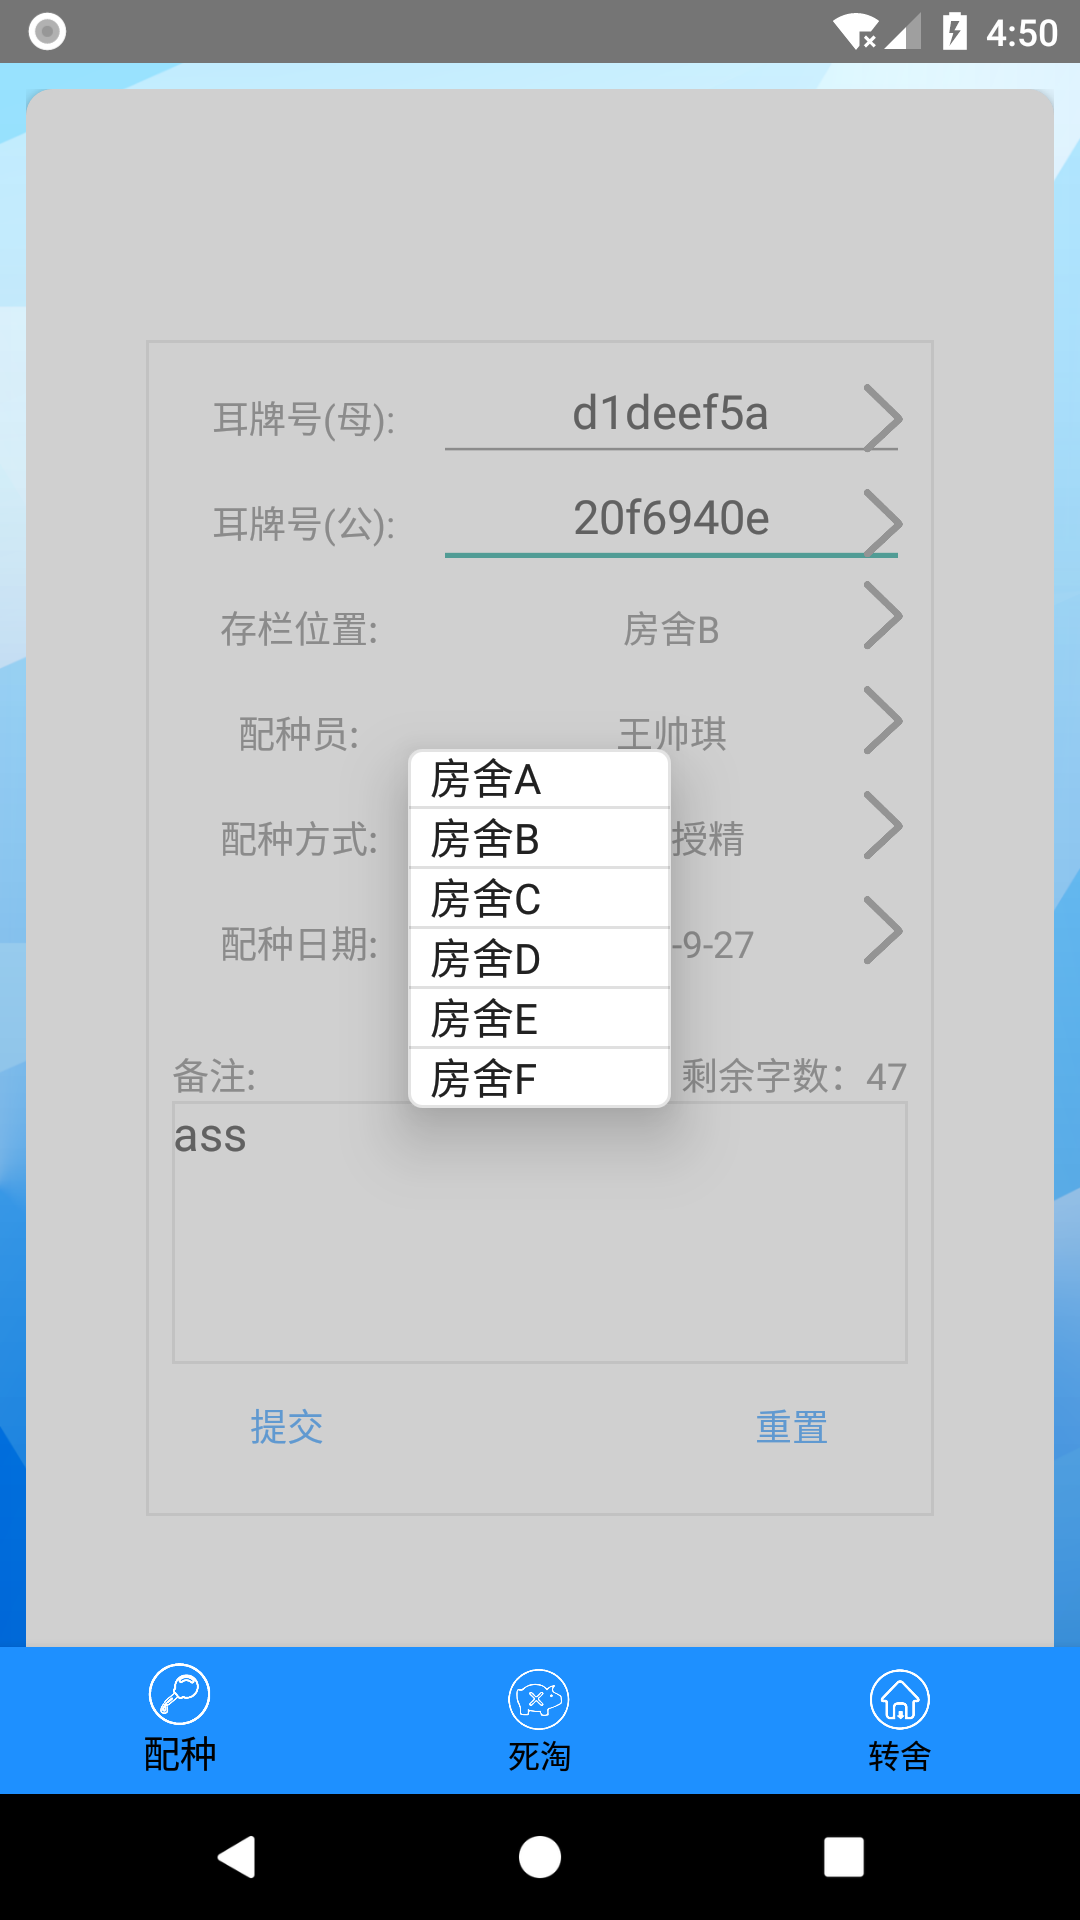 4:50
耳牌号(母): d1deef5a
耳牌号(公): 20f6940e
存栏位置: 房舍B
配种员: 王帅琪
房舍A
房舍B
配种方式: 授精
房舍C
房舍D
配种日期: -9-27
房舍E
房舍F
备注: 剩余字数：47
ass
提交 重置
配种 死淘 转舍